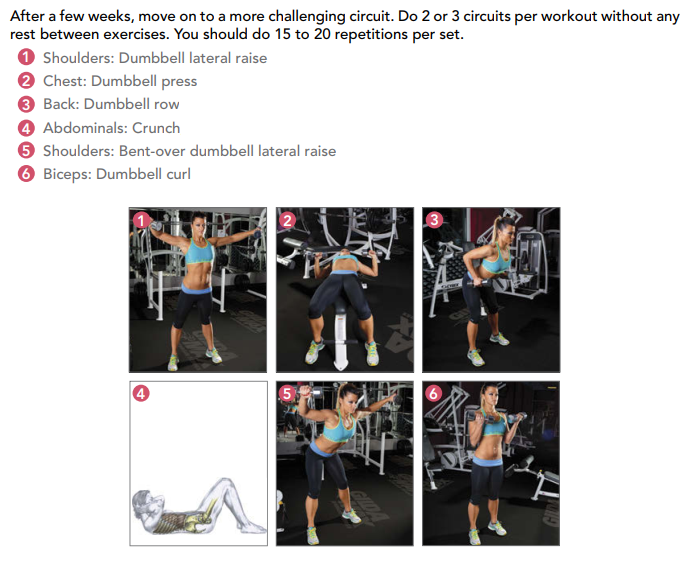 After a few weeks, move on to a more challenging circuit. Do 2 or 3 circuits per workout without any
rest between exercises. You should do 15 to 20 repetitions per set.
1 Shoulders: Dumbbell lateral raise
2 Chest: Dumbbell press
3 Back: Dumbbell row
4 Abdominals: Crunch
5 Shoulders: Bent-over dumbbell lateral raise
6 Biceps: Dumbbell curl
1 2 3
4 5 6